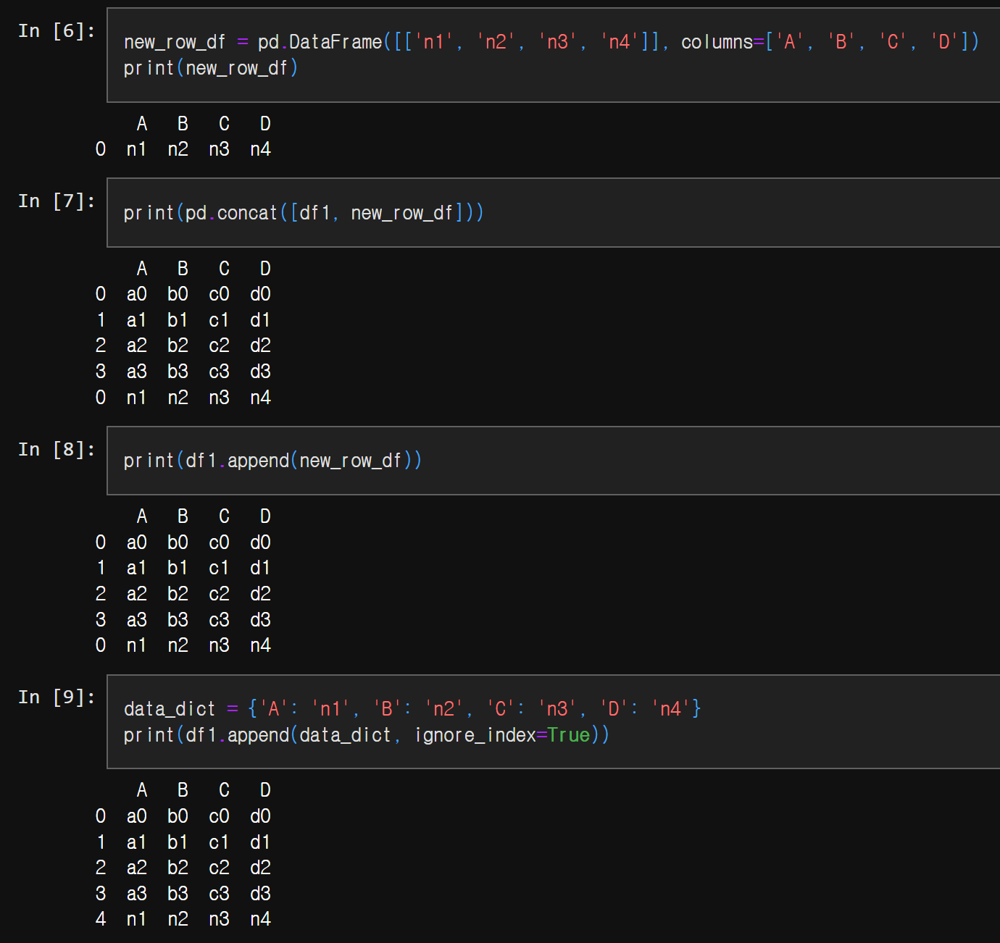 In [6]:
new_row_df = pd.DataFrame([['n1', 'n2', 'n3', 'n4']], columns=['A', 'B', 'C', 'D'])
print(new_row_df)
    A   B   C   D
0  n1  n2  n3  n4
In [7]:
print(pd.concat([df1, new_row_df]))
    A   B   C   D
0  a0  b0  c0  d0
1  a1  b1  c1  d1
2  a2  b2  c2  d2
3  a3  b3  c3  d3
0  n1  n2  n3  n4
In [8]:
print(df1.append(new_row_df))
    A   B   C   D
0  a0  b0  c0  d0
1  a1  b1  c1  d1
2  a2  b2  c2  d2
3  a3  b3  c3  d3
0  n1  n2  n3  n4
In [9]:
data_dict = {'A': 'n1', 'B': 'n2', 'C': 'n3', 'D': 'n4'}
print(df1.append(data_dict, ignore_index=True))
    A   B   C   D
0  a0  b0  c0  d0
1  a1  b1  c1  d1
2  a2  b2  c2  d2
3  a3  b3  c3  d3
4  n1  n2  n3  n4